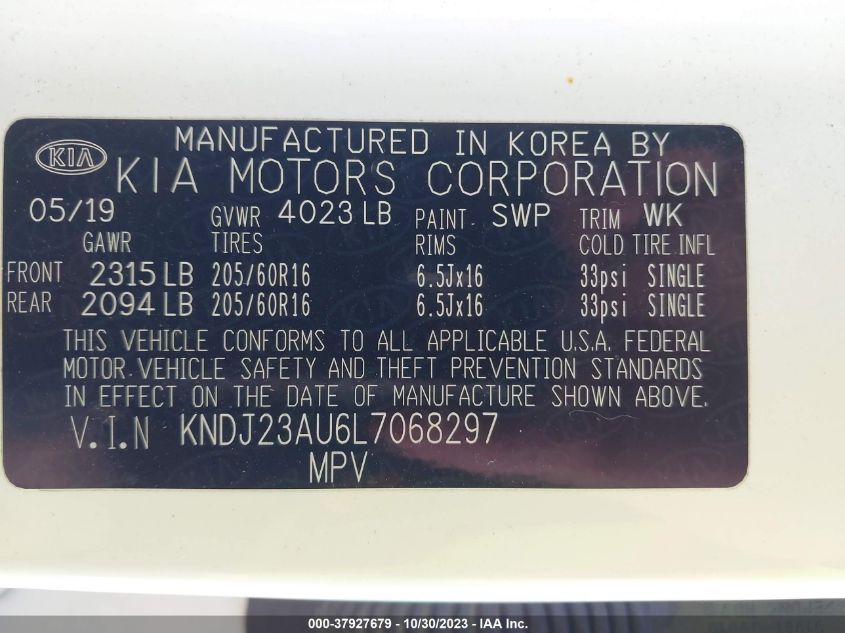 MANUFACTURED IN KOREA BY
KIA KIA MOTORS CORPORATION
05/19 GVWR 4023 LB PAINT SWP TRIM WK
GAWR TIRES RIMS COLD TIRE INFL
FRONT 2315 LB 205/60R16 6.5Jx16 33psi SINGLE
REAR 2094 LB 205/60R16 6.5Jx16 33psi SINGLE
THIS VEHICLE CONFORMS TO ALL APPLICABLE U.S.A. FEDERAL
MOTOR VEHICLE SAFETY AND THEFT PREVENTION STANDARDS
IN EFFECT ON THE DATE OF MANUFACTURE SHOWN ABOVE.
V.I.N KNDJ23AU6L7068297
MPV
000-37927679 - 10/30/2023 - IAA Inc.